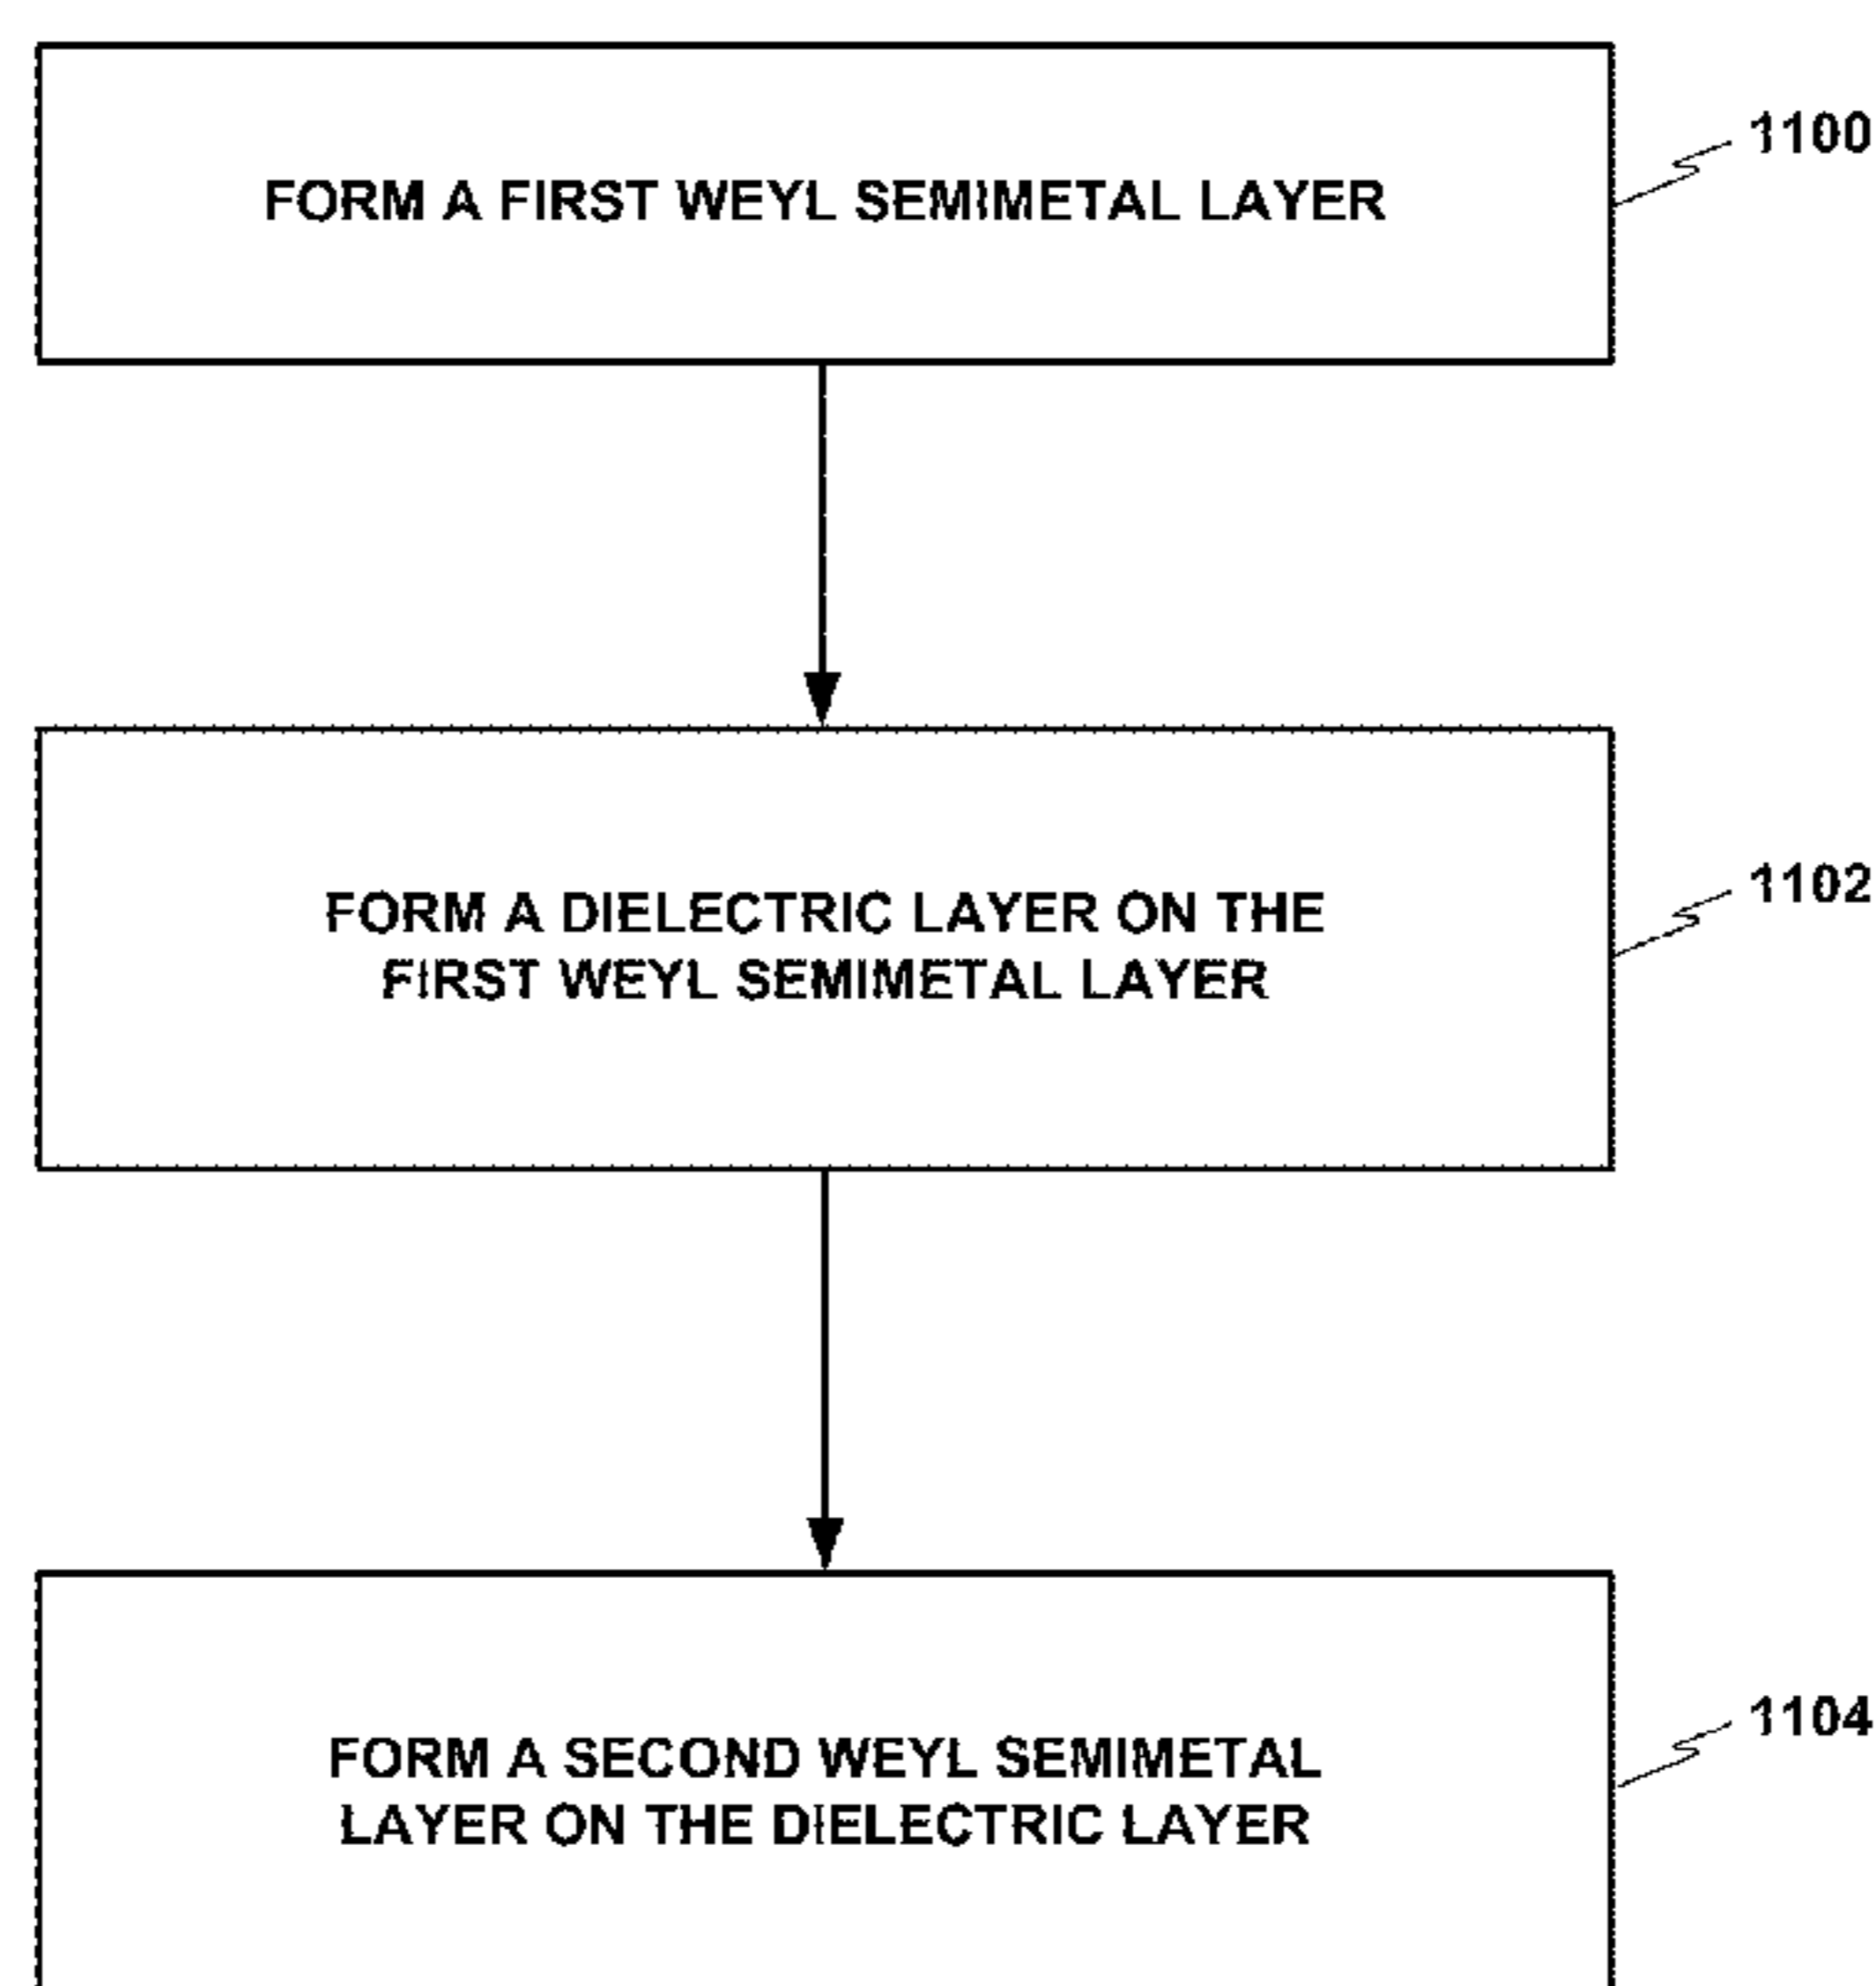 FORM A FIRST WEYL SEMIMETAL LAYER
1100
FORM A DIELECTRIC LAYER ON THE
FIRST WEYL SEMIMETAL LAYER
1102
FORM A SECOND WEYL SEMIMETAL
LAYER ON THE DIELECTRIC LAYER
1104